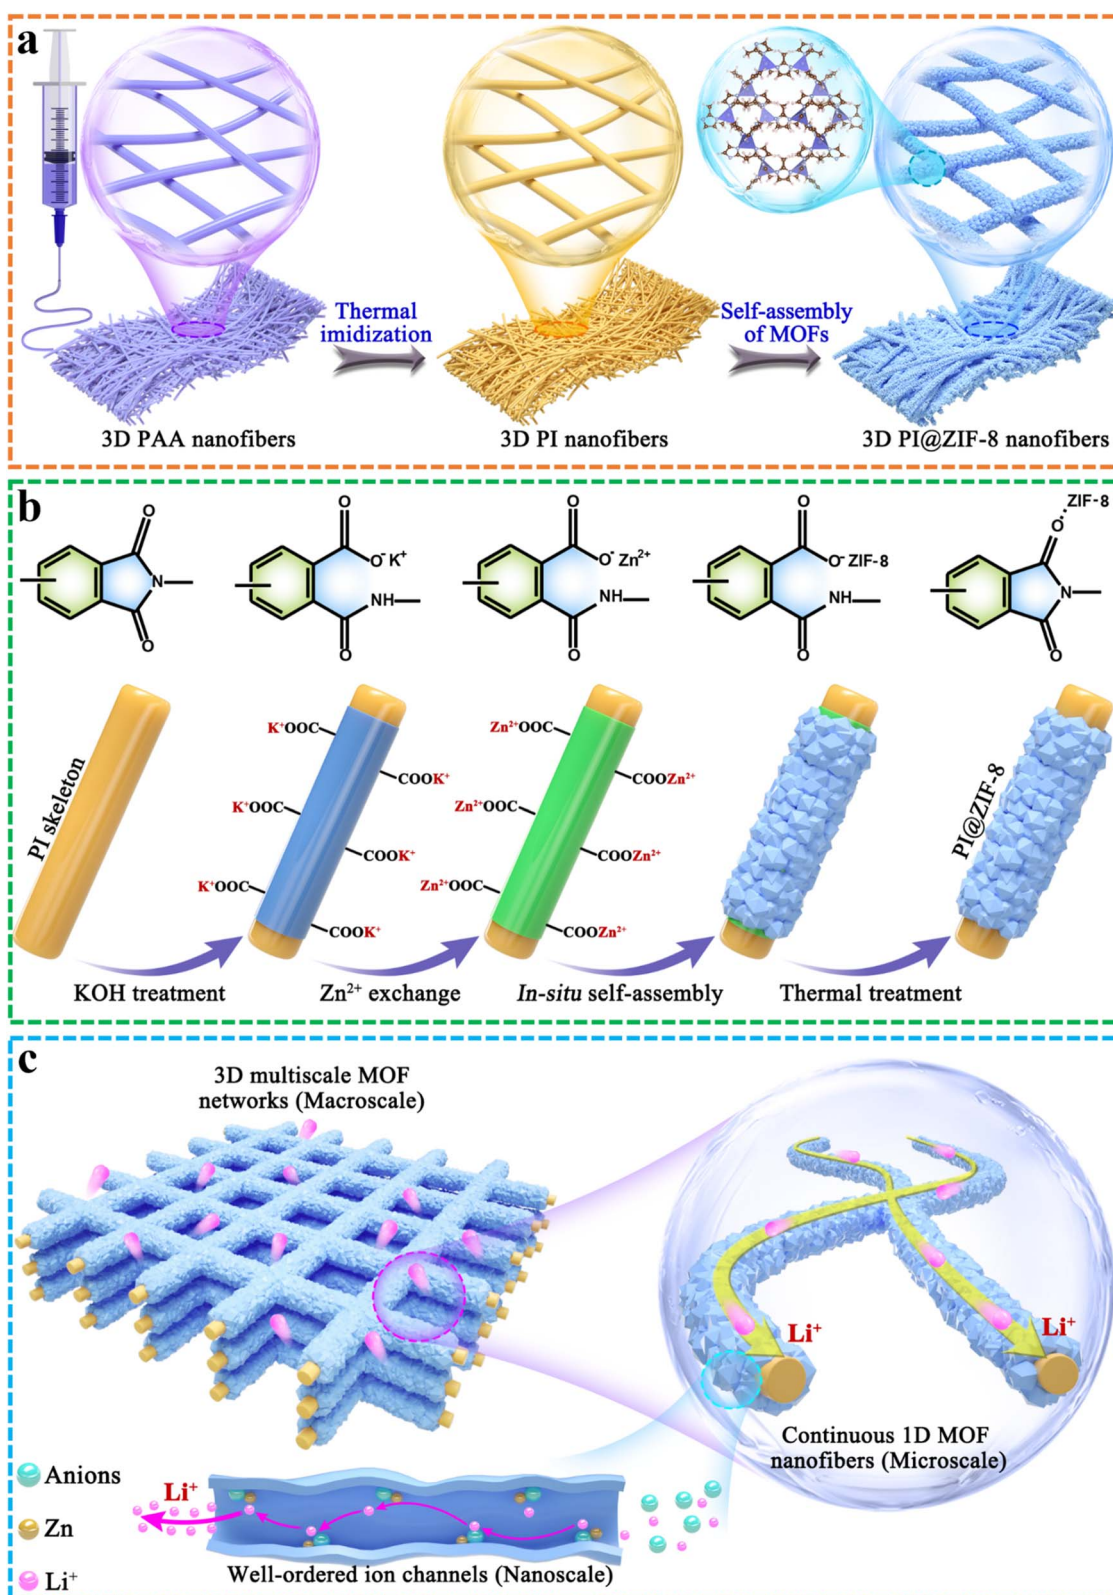 a
Thermal
imidization
Self-assembly
of MOFs
3D PAA nanofibers
3D PI nanofibers
3D PI@ZIF-8 nanofibers
b
O
N
O
O
O⁻ K⁺
NH
O
O
O⁻ Zn²⁺
NH
O
O
O⁻ ZIF-8
NH
O
ZIF-8
O
N
O
PI skeleton
K⁺OOC
COOK⁺
K⁺OOC
COOK⁺
K⁺OOC
COOK⁺
Zn²⁺OOC
COOZn²⁺
Zn²⁺OOC
COOZn²⁺
Zn²⁺OOC
COOZn²⁺
PI@ZIF-8
KOH treatment
Zn²⁺ exchange
In-situ self-assembly
Thermal treatment
c
3D multiscale MOF
networks (Macroscale)
Li⁺
Li⁺
Continuous 1D MOF
nanofibers (Microscale)
Anions
Zn
Li⁺
Li⁺
Well-ordered ion channels (Nanoscale)